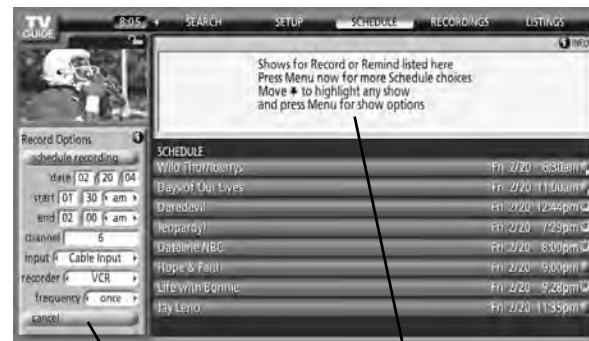 TV GUIDE
8:05
SEARCH SETUP SCHEDULE RECORDINGS LISTINGS
INFO
Shows for Record or Remind listed here
Press Menu now for more Schedule choices
Move to highlight any show
and press Menu for show options
Record Options
schedule recording
date 02 20 04
start 01 30 am
end 02 00 am
channel 6
input Cable Input
recorder VCR
frequency once
cancel
SCHEDULE
Wild Thornberrys Fri 2/20 6:30am
Days of Our Lives Fri 2/20 11:00am
Daredevil Fri 2/20 12:44pm
Jeopardy! Fri 2/20 7:29pm
Dateline NBC Fri 2/20 8:00pm
Hope & Faith Fri 2/20 9:00pm
Life with Bonnie Fri 2/20 9:28pm
Jay Leno Fri 2/20 11:35pm